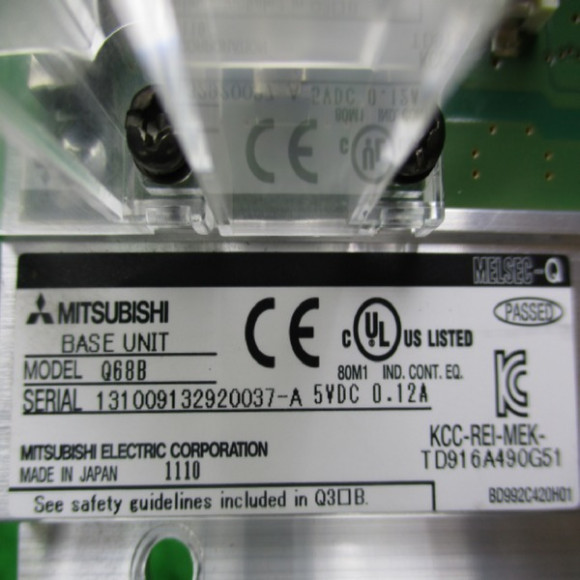 MELSEC-Q
MITSUBISHI
BASE UNIT
MODEL Q68B
SERIAL 131009132920037-A 5VDC 0.12A
CE
C UL US LISTED
80M1 IND. CONT. EQ.
PASSED
KCC-REI-MEK-
TD916A490G51
MITSUBISHI ELECTRIC CORPORATION
MADE IN JAPAN 1110
BD992C420H01
See safety guidelines included in Q3□B.